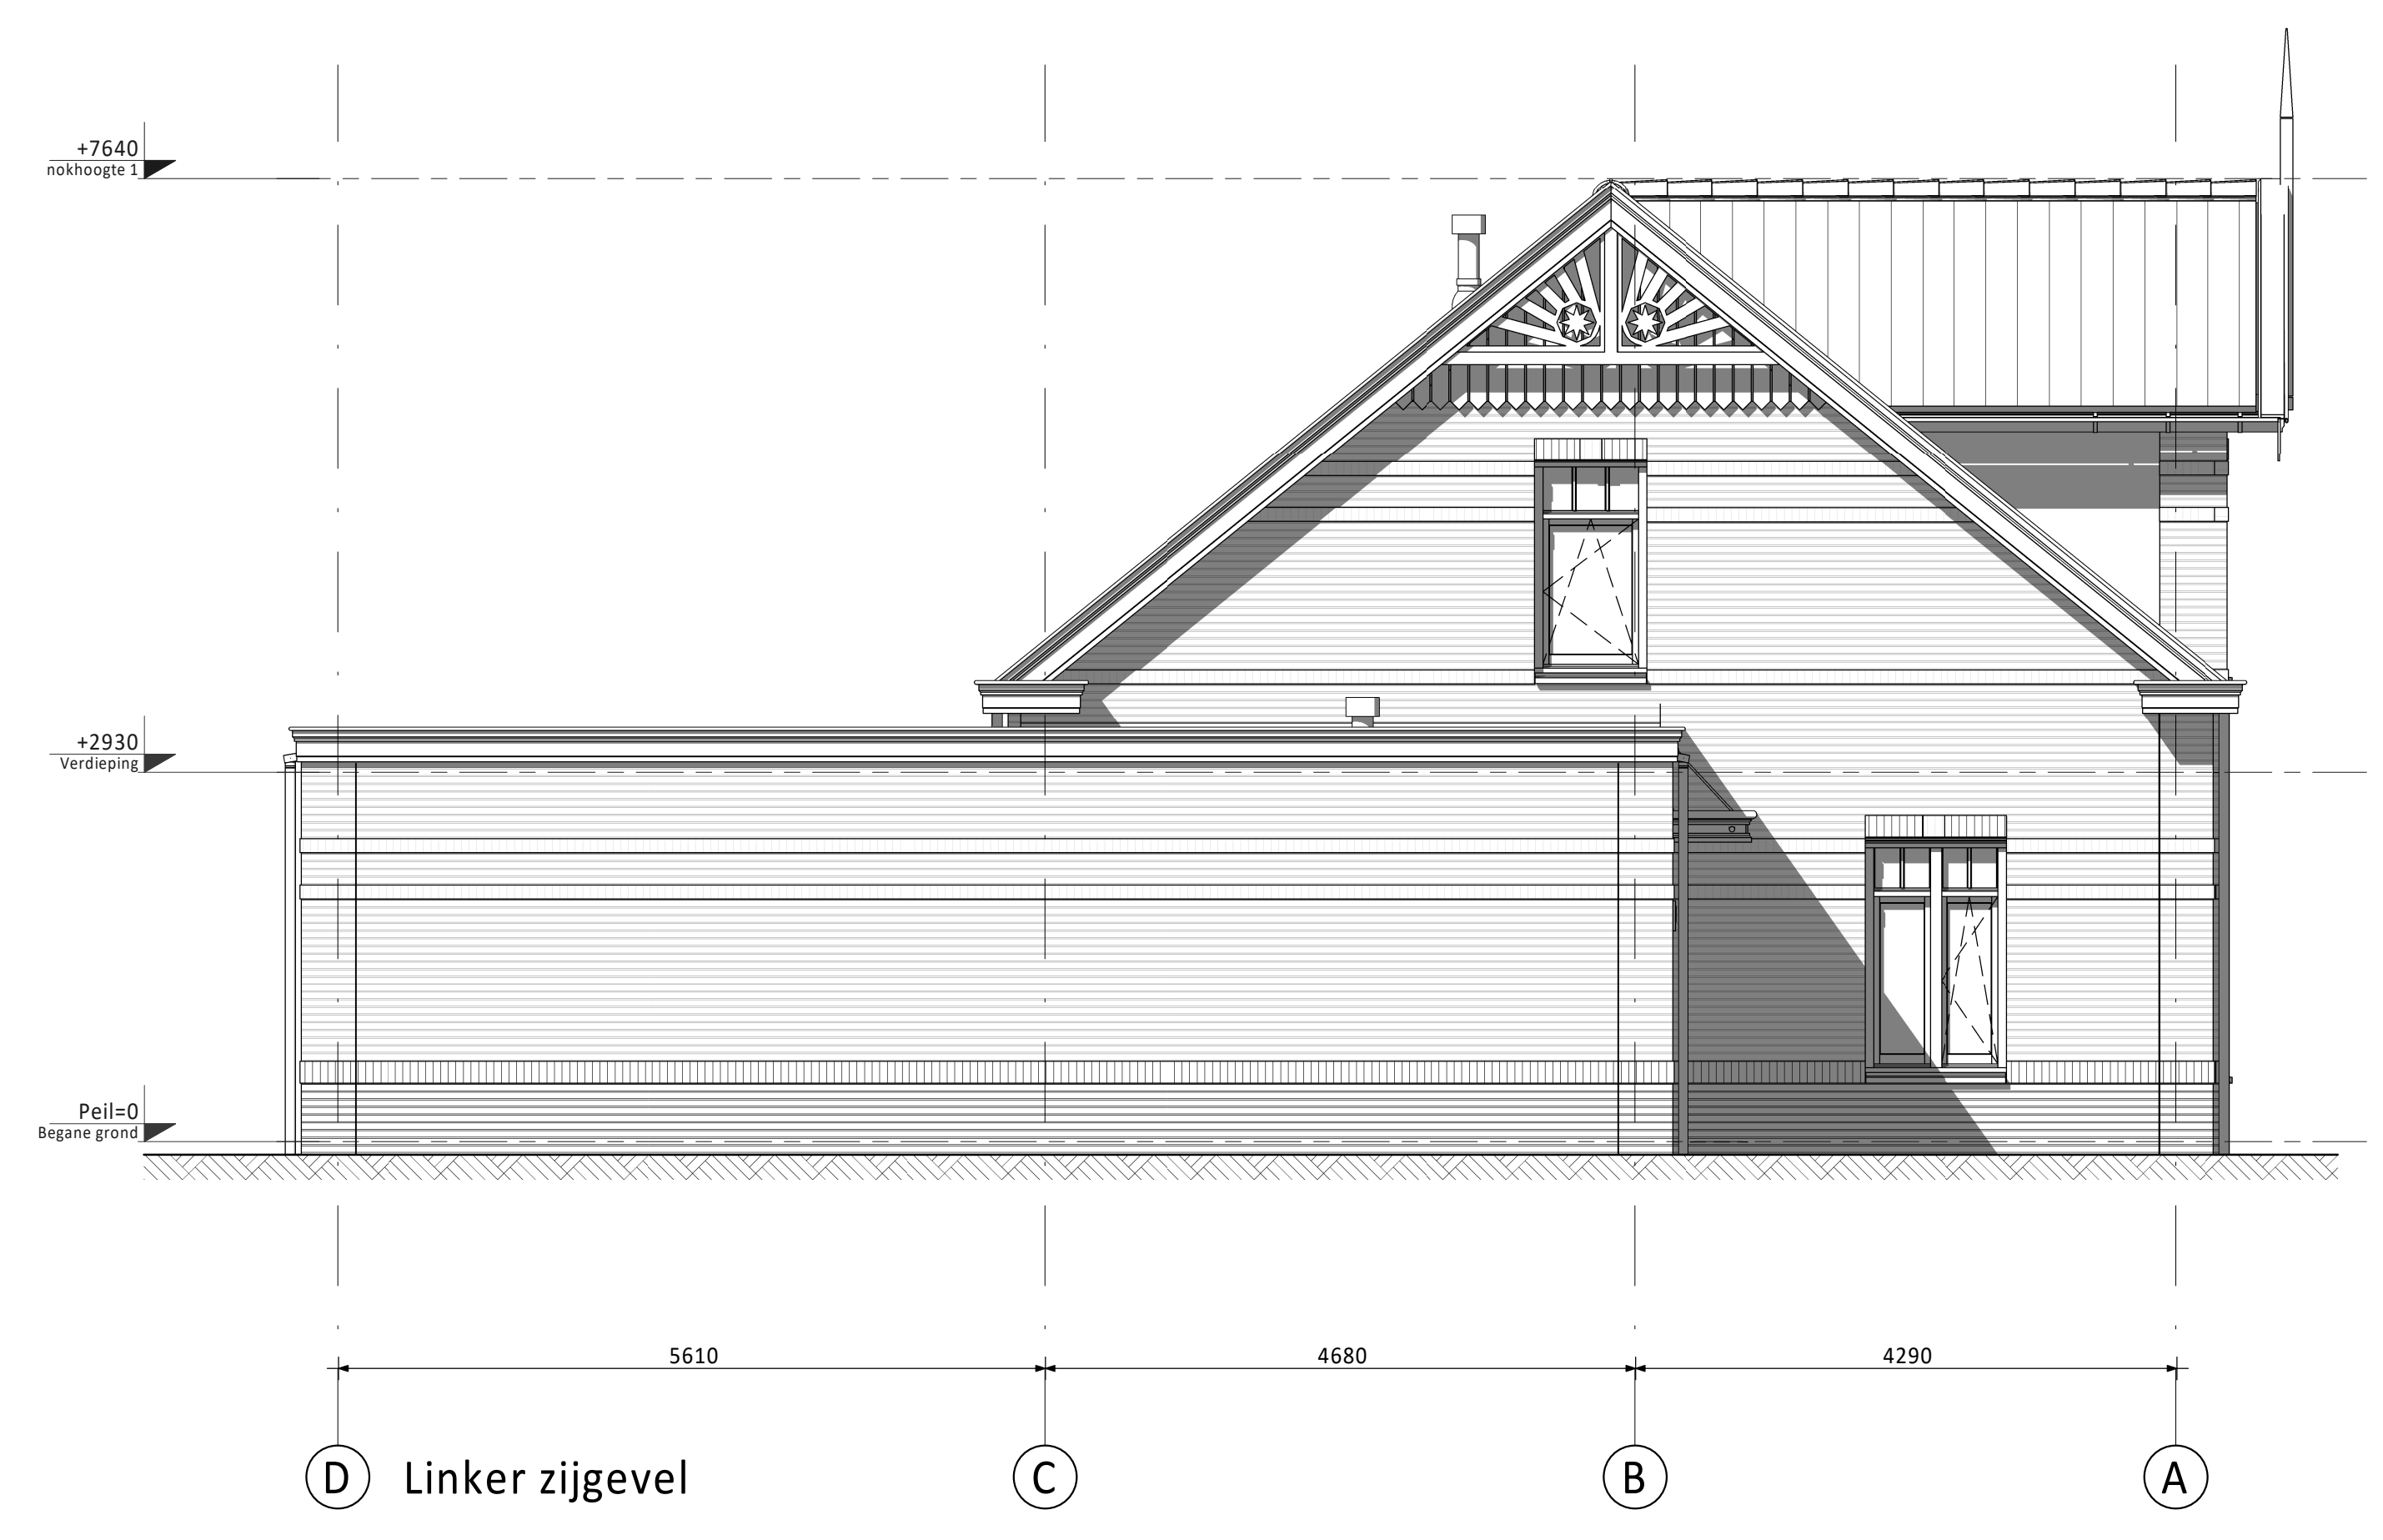 +7640
nokhoogte 1
+2930
Verdieping
Peil=0
Begane grond
5610
4680
4290
D
Linker zijgevel
C
B
A